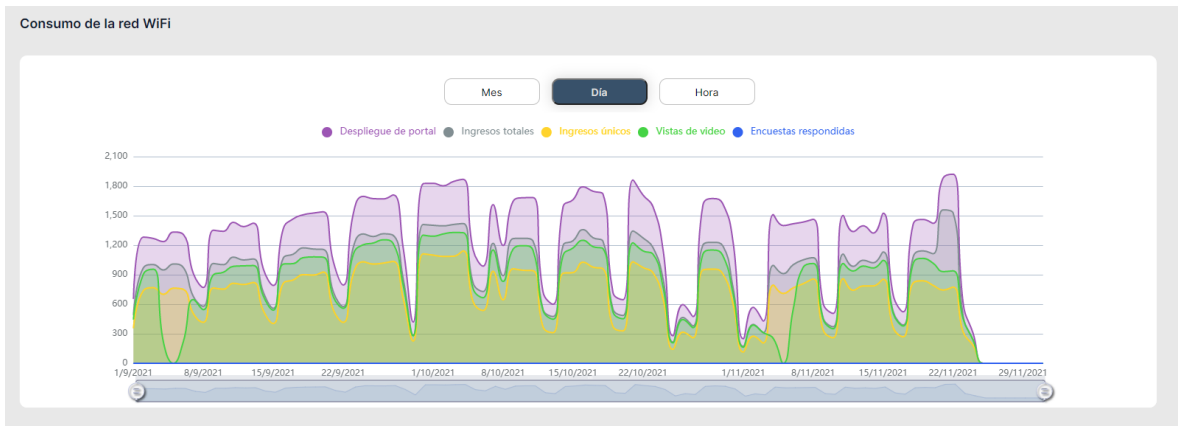 Consumo de la red WiFi
Mes Día Hora
Despliegue de portal Ingresos totales Ingresos únicos Vistas de video Encuestas respondidas
2,100
1,800
1,500
1,200
900
600
300
0
1/9/2021 8/9/2021 15/9/2021 22/9/2021 1/10/2021 8/10/2021 15/10/2021 22/10/2021 1/11/2021 8/11/2021 15/11/2021 22/11/2021 29/11/2021